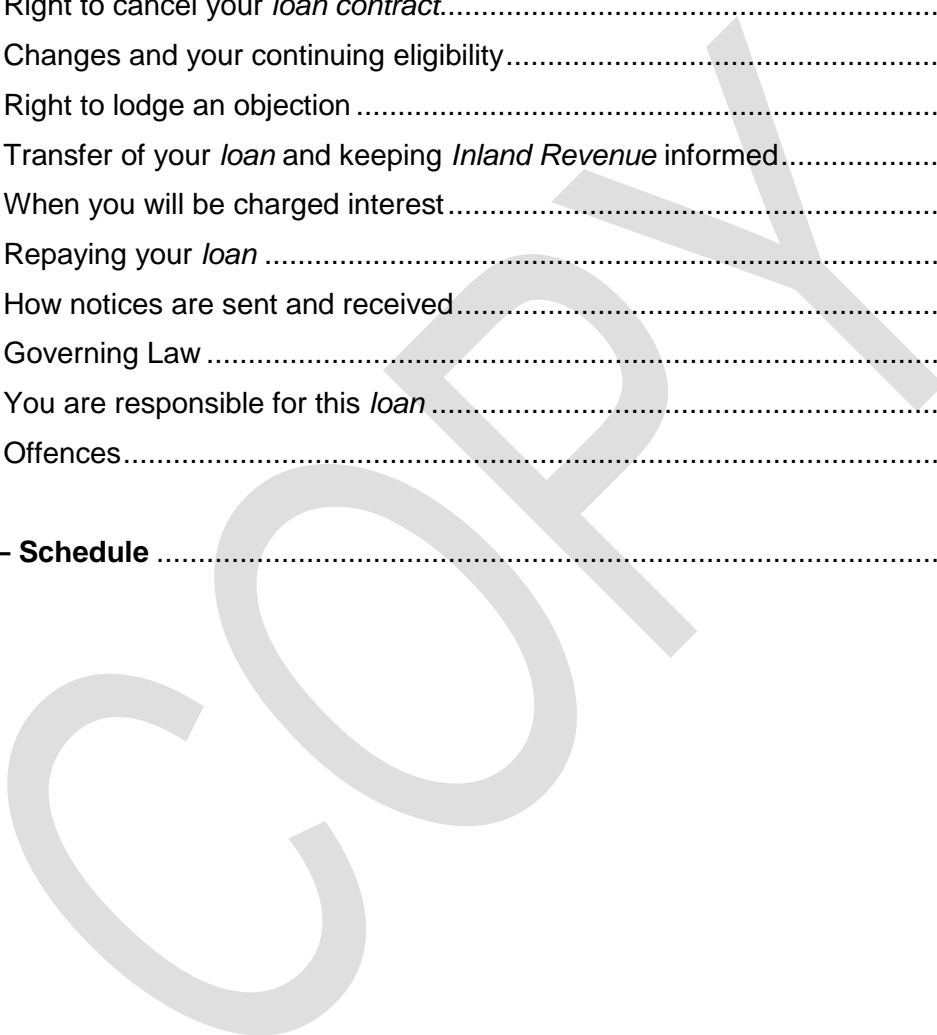 Right to cancel your loan contract..............................................................
Changes and your continuing eligibility......................................................
Right to lodge an objection ........................................................................
Transfer of your loan and keeping Inland Revenue informed...................
When you will be charged interest.............................................................
Repaying your loan ...................................................................................
How notices are sent and received............................................................
Governing Law ..........................................................................................
You are responsible for this loan ...............................................................
Offences.....................................................................................................
– Schedule .................................................................................................
COPY